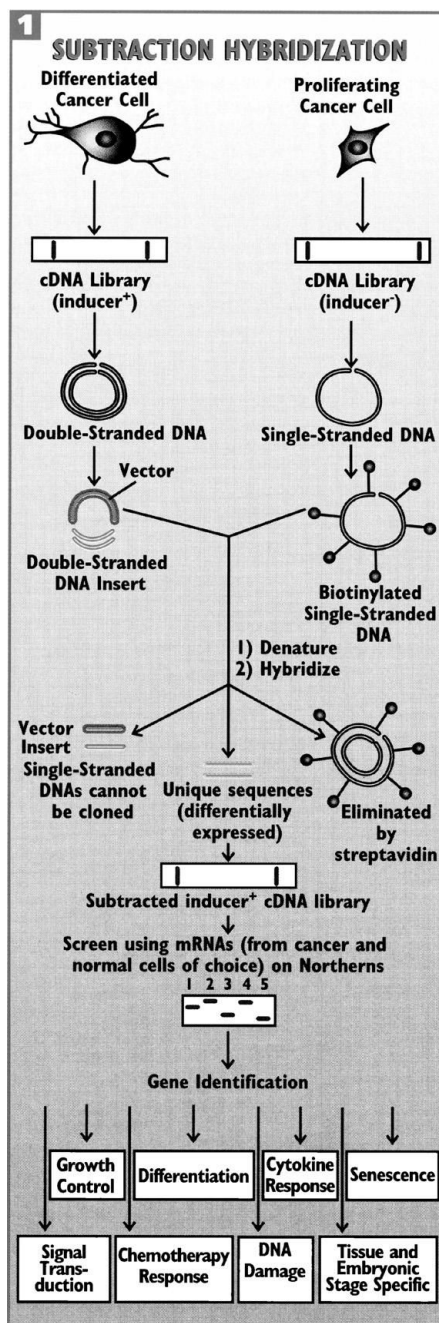 1
SUBTRACTION HYBRIDIZATION
Differentiated
Cancer Cell
Proliferating
Cancer Cell
cDNA Library
(inducer⁺)
cDNA Library
(inducer⁻)
Double-Stranded DNA
Single-Stranded DNA
Vector
Double-Stranded
DNA Insert
Biotinylated
Single-Stranded
DNA
1) Denature
2) Hybridize
Vector
Insert
Single-Stranded
DNAs cannot
be cloned
Unique sequences
(differentially
expressed)
Eliminated
by
streptavidin
Subtracted inducer⁺ cDNA library
Screen using mRNAs (from cancer and
normal cells of choice) on Northerns
1 2 3 4 5
Gene Identification
Growth
Control
Differentiation
Cytokine
Response
Senescence
Signal
Trans-
duction
Chemotherapy
Response
DNA
Damage
Tissue and
Embryonic
Stage Specific